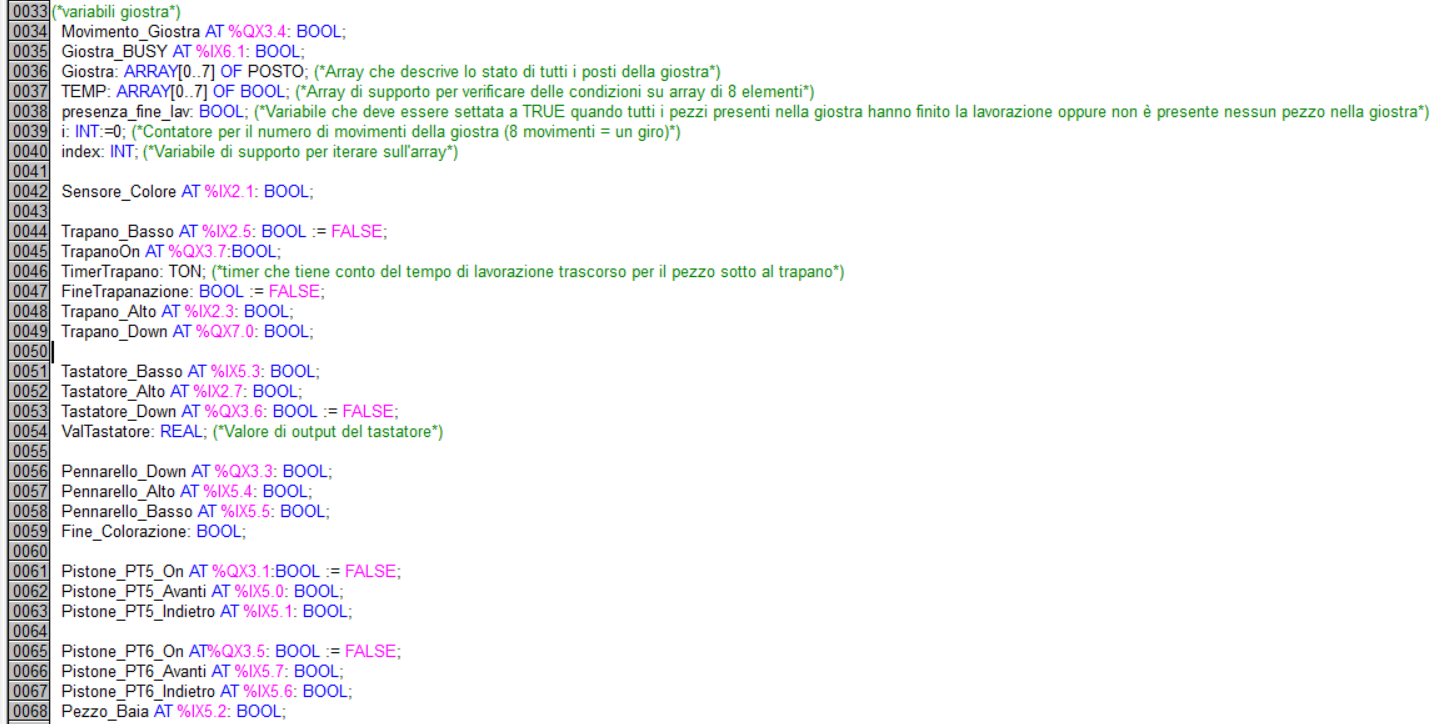 0033 (*variabili giostra*)
0034 Movimento_Giostra AT %QX3.4: BOOL;
0035 Giostra_BUSY AT %IX6.1: BOOL;
0036 Giostra: ARRAY[0..7] OF POSTO; (*Array che descrive lo stato di tutti i posti della giostra*)
0037 TEMP: ARRAY[0..7] OF BOOL; (*Array di supporto per verificare delle condizioni su array di 8 elementi*)
0038 presenza_fine_lav: BOOL; (*Variabile che deve essere settata a TRUE quando tutti i pezzi presenti nella giostra hanno finito la lavorazione oppure non è presente nessun pezzo nella giostra*)
0039 i: INT:=0; (*Contatore per il numero di movimenti della giostra (8 movimenti = un giro)*)
0040 index: INT; (*Variabile di supporto per iterare sull'array*)
0041
0042 Sensore_Colore AT %IX2.1: BOOL;
0043
0044 Trapano_Basso AT %IX2.5: BOOL := FALSE;
0045 TrapanoOn AT %QX3.7:BOOL;
0046 TimerTrapano: TON; (*timer che tiene conto del tempo di lavorazione trascorso per il pezzo sotto al trapano*)
0047 FineTrapanazione: BOOL := FALSE;
0048 Trapano_Alto AT %IX2.3: BOOL;
0049 Trapano_Down AT %QX7.0: BOOL;
0050
0051 Tastatore_Basso AT %IX5.3: BOOL;
0052 Tastatore_Alto AT %IX2.7: BOOL;
0053 Tastatore_Down AT %QX3.6: BOOL := FALSE;
0054 ValTastatore: REAL; (*Valore di output del tastatore*)
0055
0056 Pennarello_Down AT %QX3.3: BOOL;
0057 Pennarello_Alto AT %IX5.4: BOOL;
0058 Pennarello_Basso AT %IX5.5: BOOL;
0059 Fine_Colorazione: BOOL;
0060
0061 Pistone_PT5_On AT %QX3.1:BOOL := FALSE;
0062 Pistone_PT5_Avanti AT %IX5.0: BOOL;
0063 Pistone_PT5_Indietro AT %IX5.1: BOOL;
0064
0065 Pistone_PT6_On AT%QX3.5: BOOL := FALSE;
0066 Pistone_PT6_Avanti AT %IX5.7: BOOL;
0067 Pistone_PT6_Indietro AT %IX5.6: BOOL;
0068 Pezzo_Baia AT %IX5.2: BOOL;